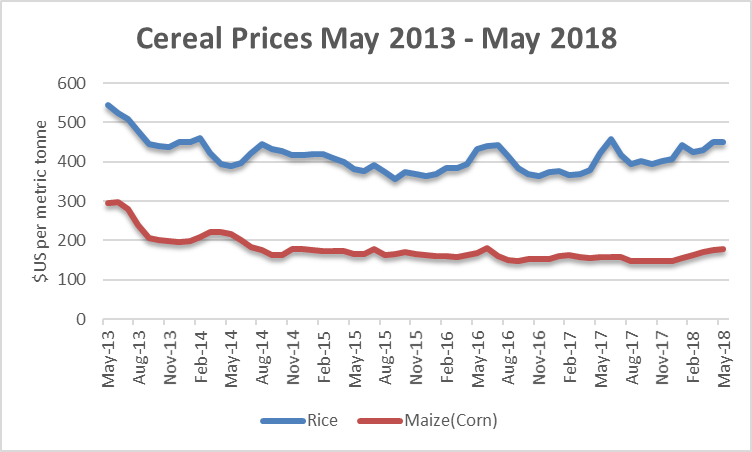 Cereal Prices May 2013 - May 2018
$US per metric tonne
600
500
400
300
200
100
0
May-13
Aug-13
Nov-13
Feb-14
May-14
Aug-14
Nov-14
Feb-15
May-15
Aug-15
Nov-15
Feb-16
May-16
Aug-16
Nov-16
Feb-17
May-17
Aug-17
Nov-17
Feb-18
May-18
Rice
Maize(Corn)